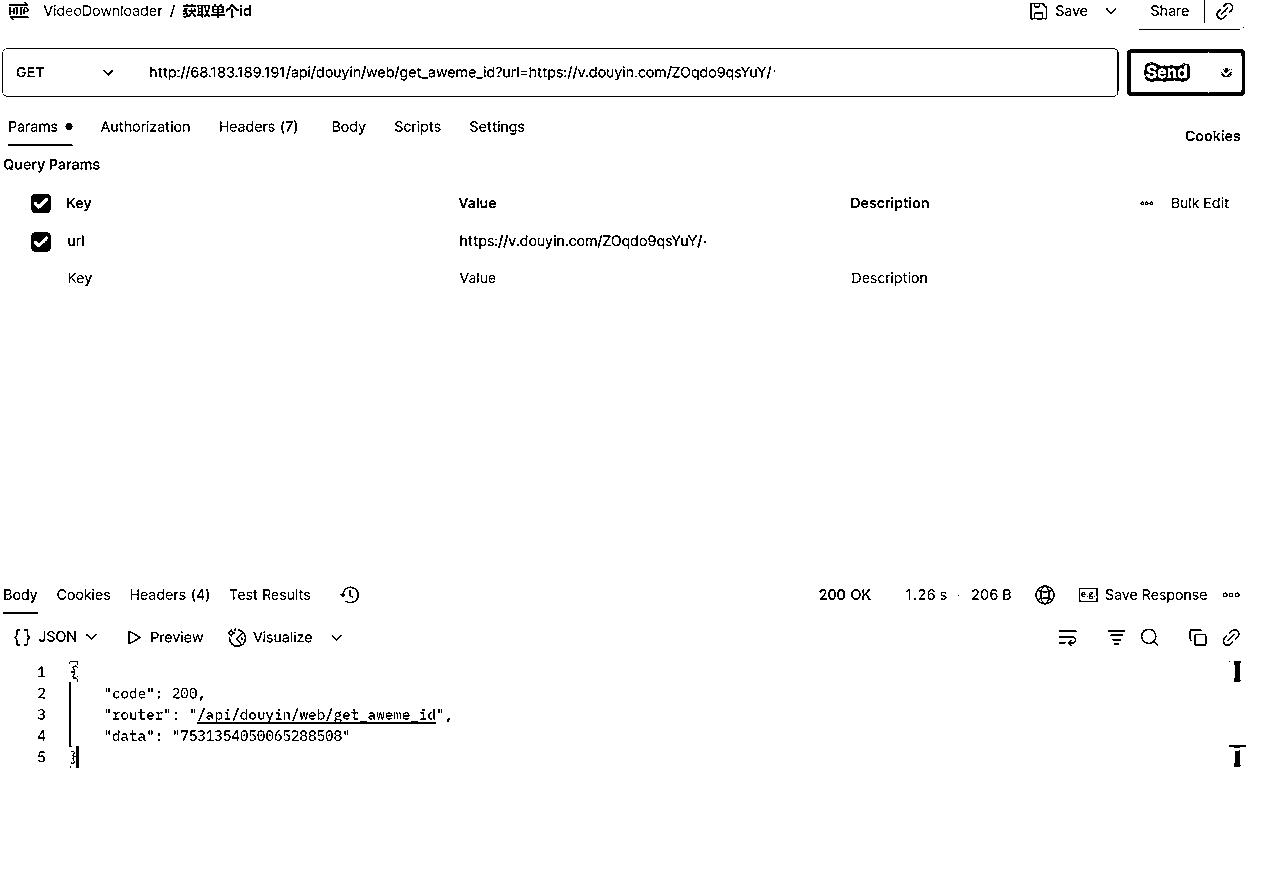 HTTP VideoDownloader / 获取单个id Save Share
GET http://68.183.189.191/api/douyin/web/get_aweme_id?url=https://v.douyin.com/ZOqdo9qsYuY/· Send
Params Authorization Headers (7) Body Scripts Settings Cookies
Query Params
Key Value Description Bulk Edit
url https://v.douyin.com/ZOqdo9qsYuY/·
Key Value Description
Body Cookies Headers (4) Test Results 200 OK 1.26 s · 206 B e.g. Save Response
{} JSON Preview Visualize
1 {
2 "code": 200,
3 "router": "/api/douyin/web/get_aweme_id",
4 "data": "7531354050065288508"
5 }